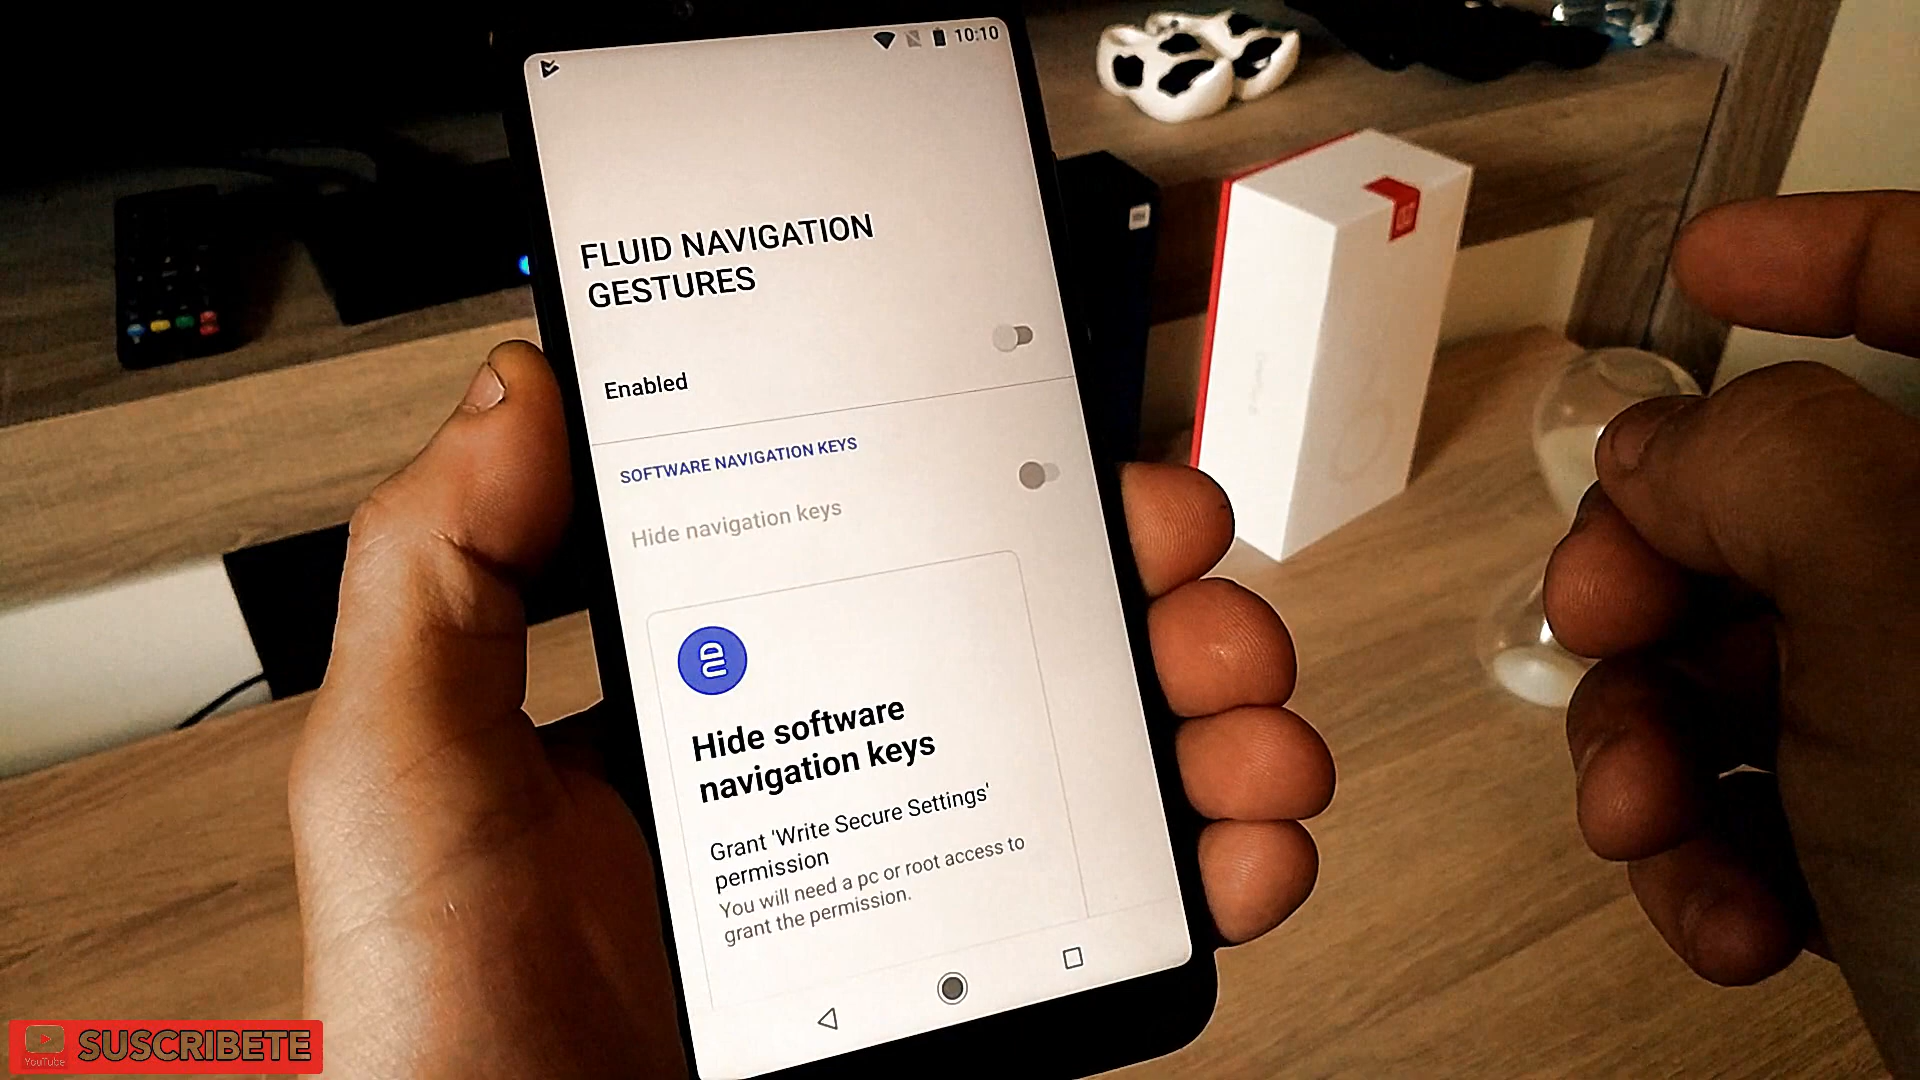 10:10
FLUID NAVIGATION
GESTURES
Enabled
SOFTWARE NAVIGATION KEYS
Hide navigation keys
Hide software
navigation keys
Grant 'Write Secure Settings'
permission
You will need a pc or root access to
grant the permission.
YouTube
SUSCRIBETE